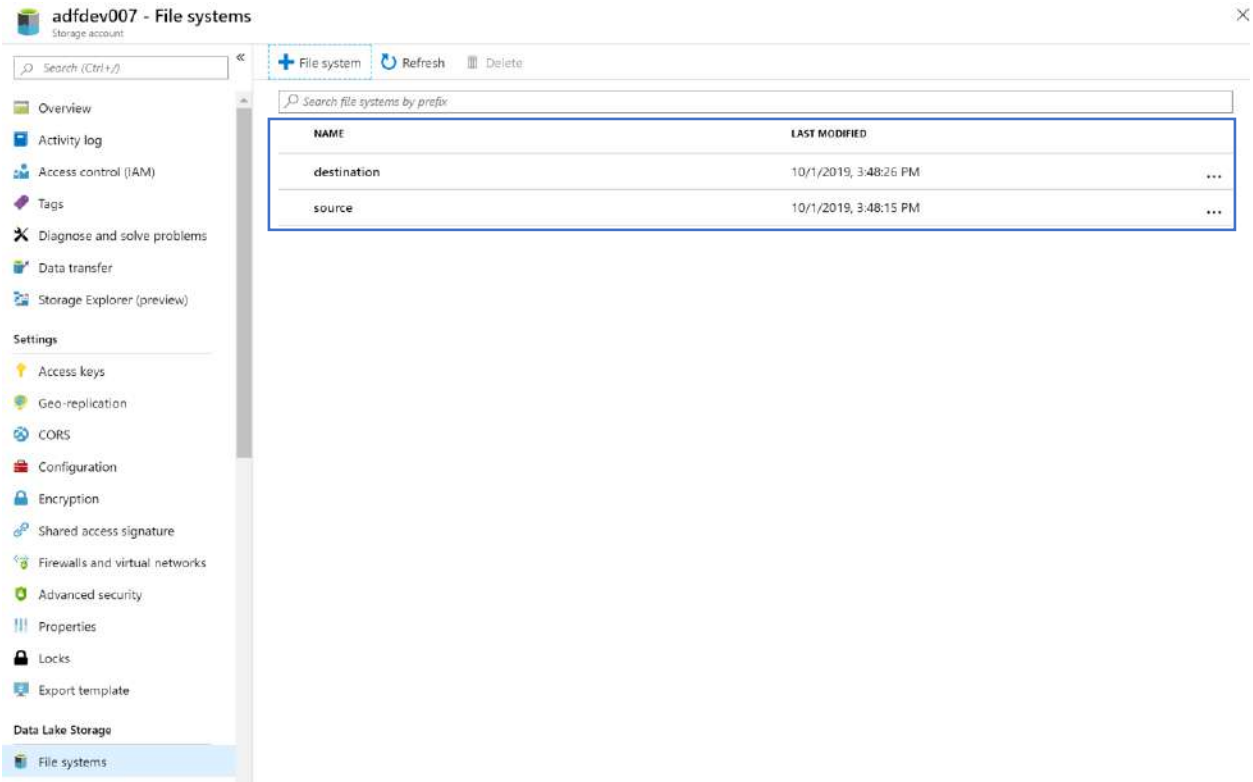 adfdev007 - File systems
Storage account
Search (Ctrl+/)
«
Overview
Activity log
Access control (IAM)
Tags
Diagnose and solve problems
Data transfer
Storage Explorer (preview)
Settings
Access keys
Geo-replication
CORS
Configuration
Encryption
Shared access signature
Firewalls and virtual networks
Advanced security
Properties
Locks
Export template
Data Lake Storage
File systems
File system Refresh Delete
Search file systems by prefix
NAME LAST MODIFIED
destination 10/1/2019, 3:48:26 PM ...
source 10/1/2019, 3:48:15 PM ...